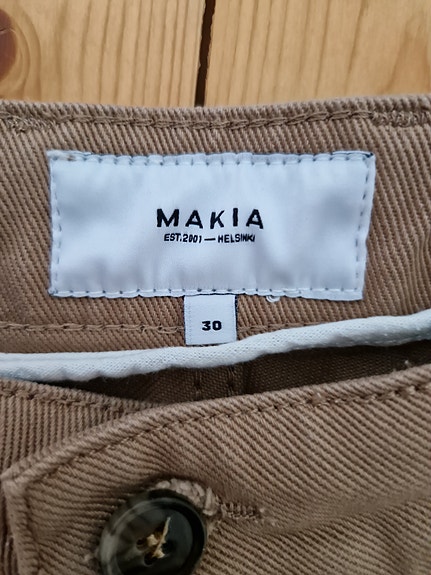 MAKIA
EST.2001 — HELSINKI
30